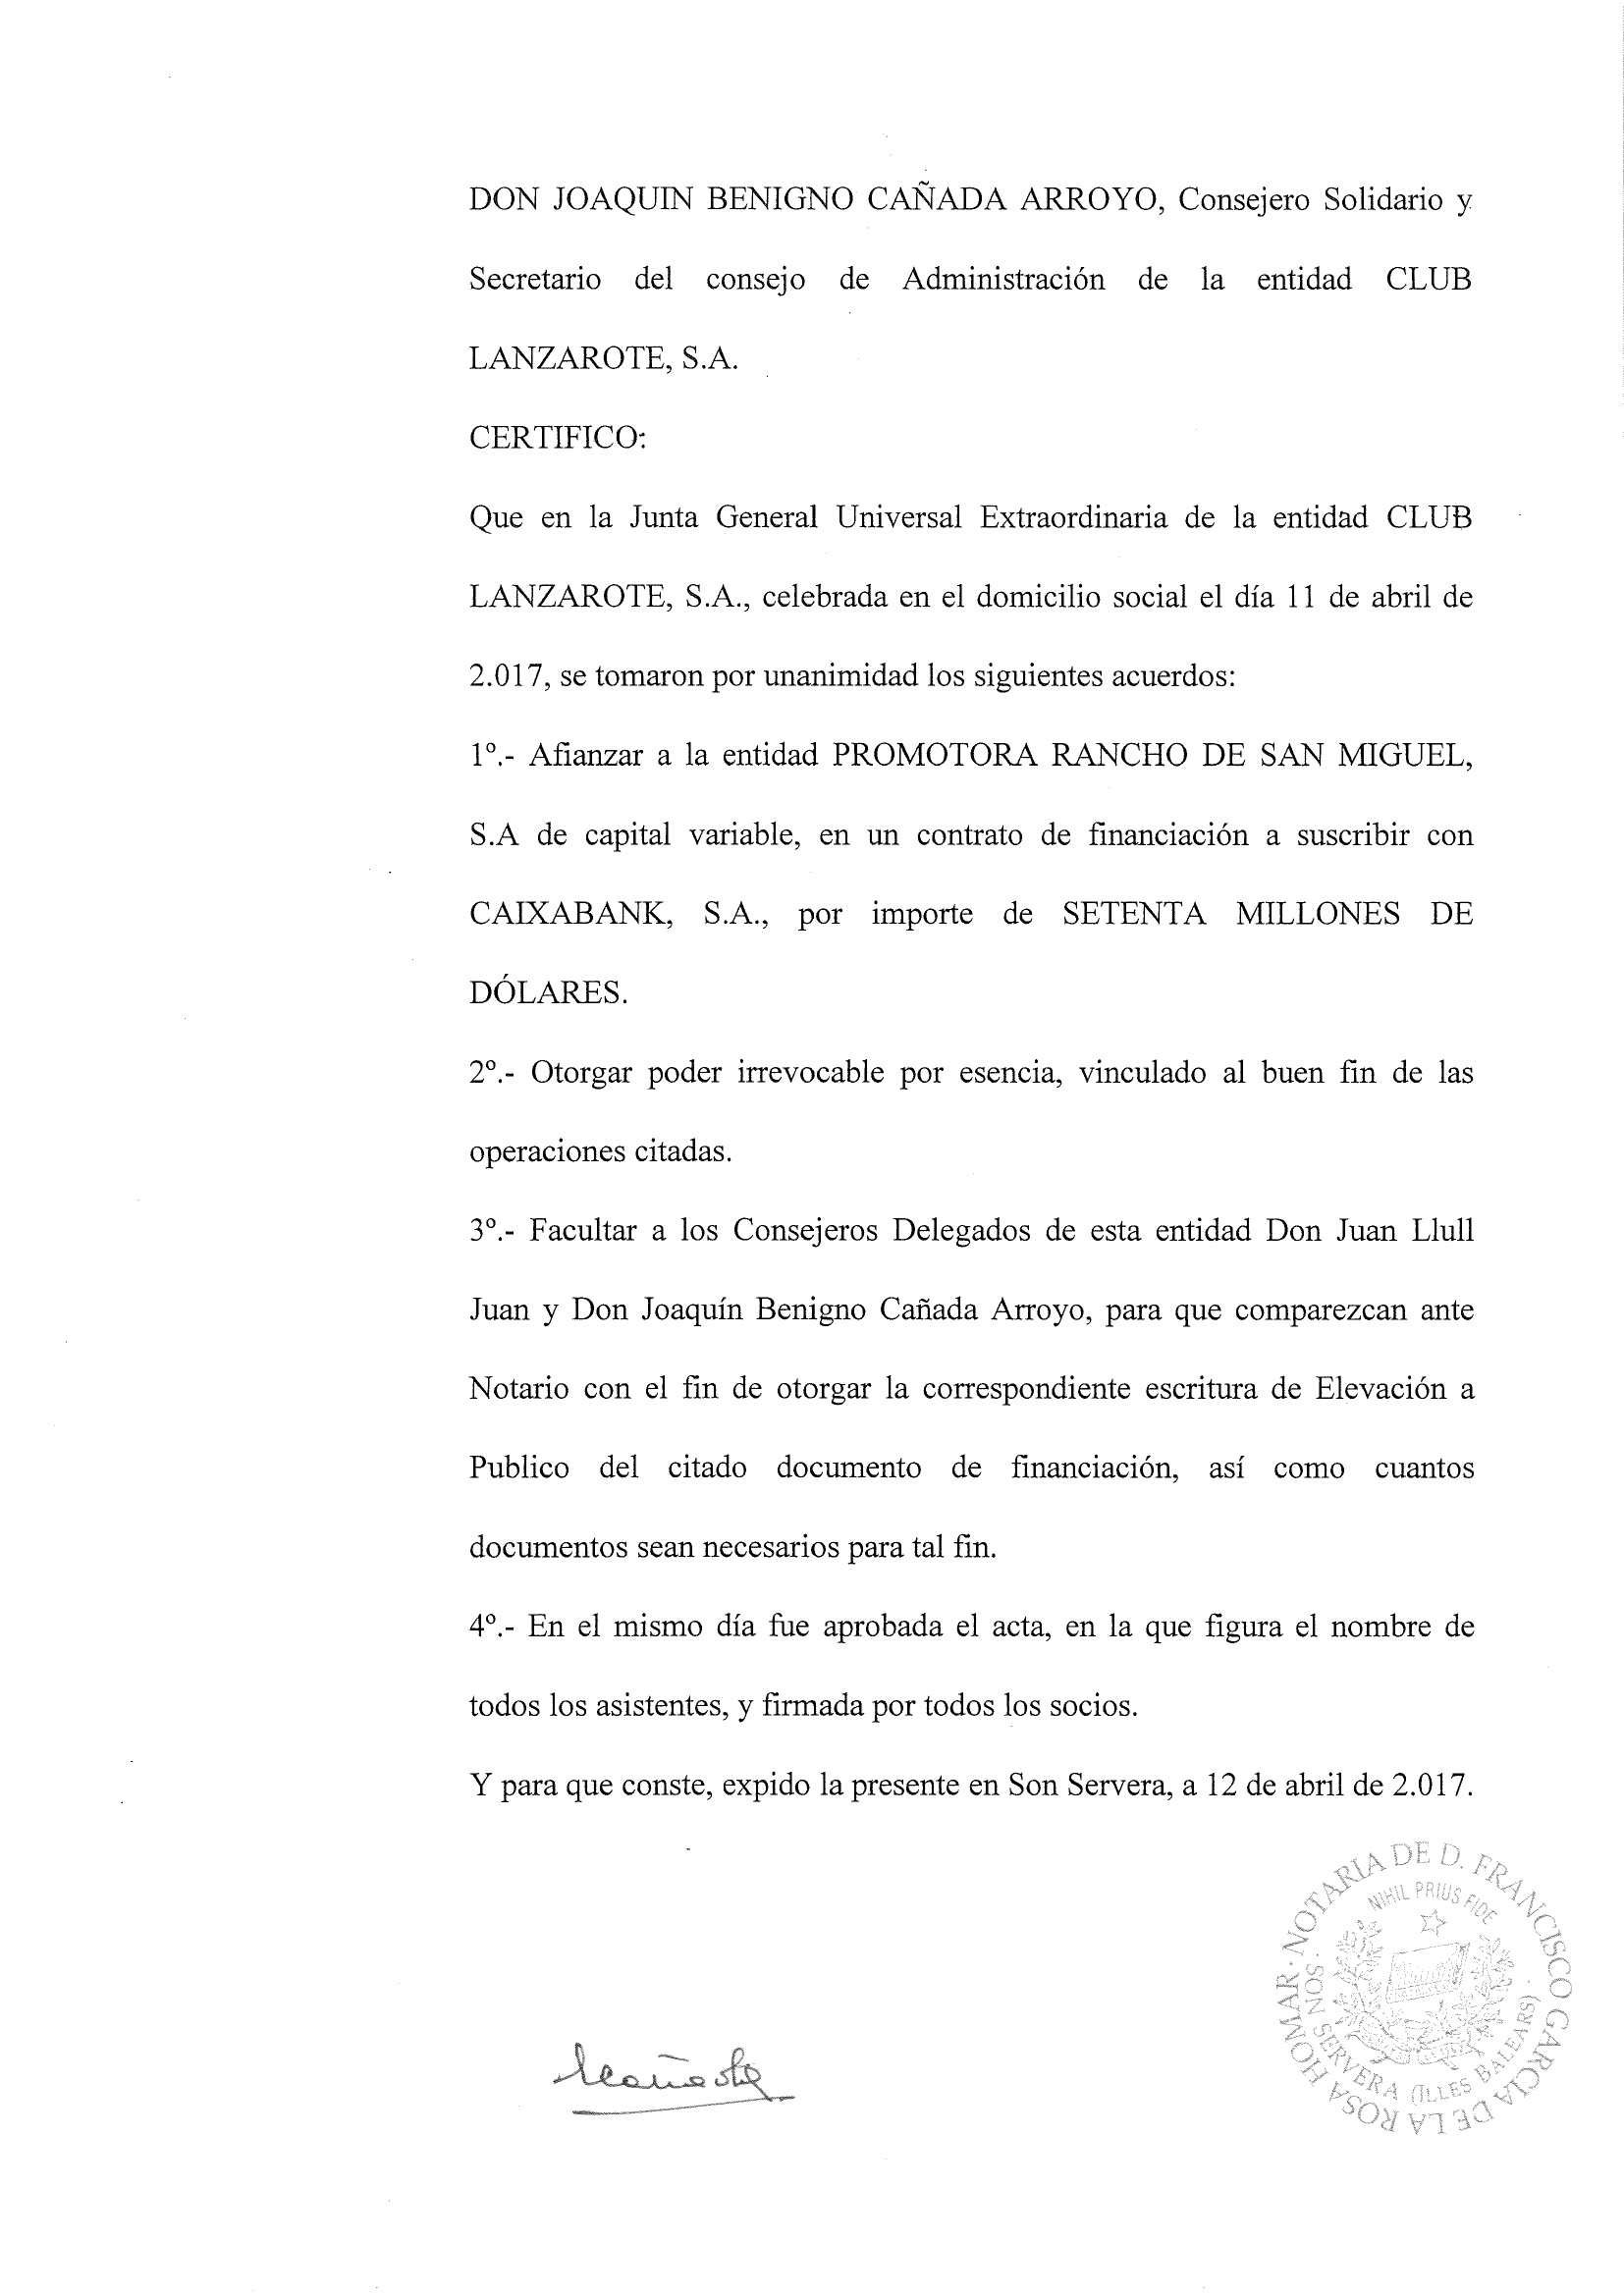 DON JOAQUIN BENIGNO CAÑADA ARROYO, Consejero Solidario y
Secretario del consejo de Administración de la entidad CLUB
LANZAROTE, S.A.
CERTIFICO:
Que en la Junta General Universal Extraordinaria de la entidad CLUB
LANZAROTE, S.A., celebrada en el domicilio social el día 11 de abril de
2.017, se tomaron por unanimidad los siguientes acuerdos:
1º.- Afianzar a la entidad PROMOTORA RANCHO DE SAN MIGUEL,
S.A de capital variable, en un contrato de financiación a suscribir con
CAIXABANK, S.A., por importe de SETENTA MILLONES DE
DÓLARES.
2º.- Otorgar poder irrevocable por esencia, vinculado al buen fin de las
operaciones citadas.
3º.- Facultar a los Consejeros Delegados de esta entidad Don Juan Llull
Juan y Don Joaquín Benigno Cañada Arroyo, para que comparezcan ante
Notario con el fin de otorgar la correspondiente escritura de Elevación a
Publico del citado documento de financiación, así como cuantos
documentos sean necesarios para tal fin.
4º.- En el mismo día fue aprobada el acta, en la que figura el nombre de
todos los asistentes, y firmada por todos los socios.
Y para que conste, expido la presente en Son Servera, a 12 de abril de 2.017.
NOTARIA DE D. FRANCISCO GARCIA DE LA ROSA HOMAR
NIHIL PRIUS FIDE
SON SERVERA (ILLES BALEARS)